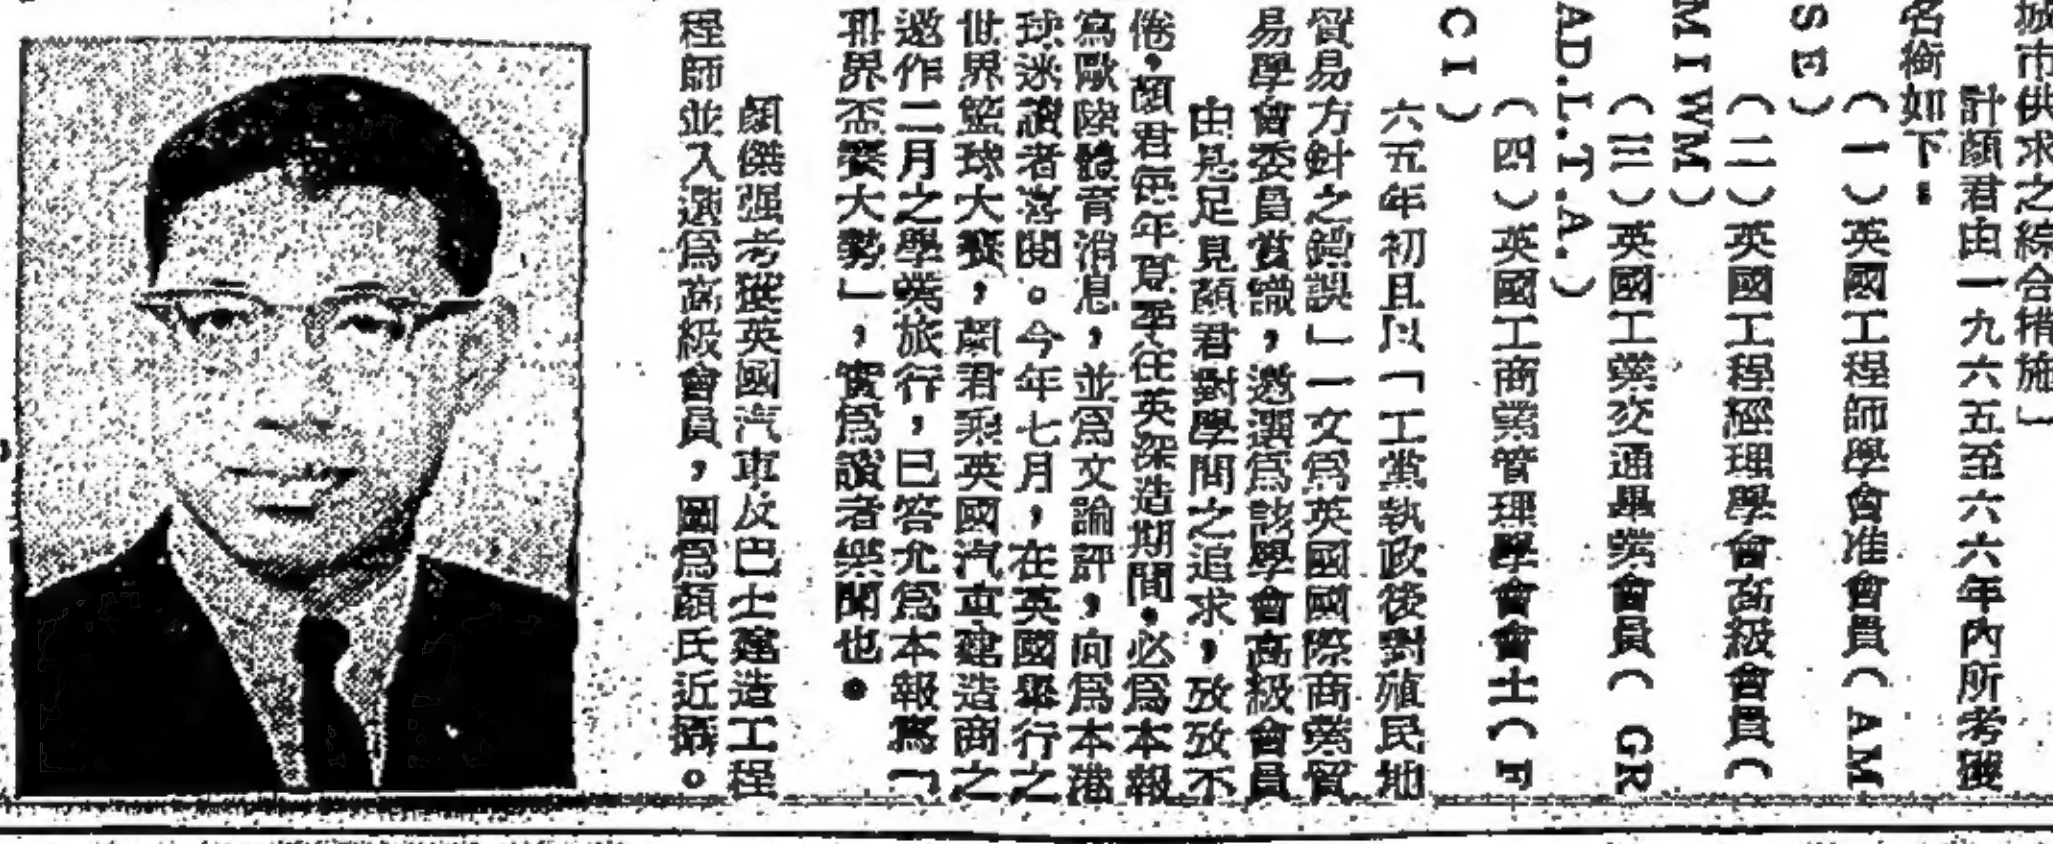 城市供求之綜合措施」
計顏君由一九六五至六六年內所考獲
名銜如下：
（一）英國工程師學會准會員（ＡＭ
ＳＥ）
（二）英國工程經理學會高級會員（
ＭＩＷＭ）
（三）英國工業交通畢業會員（ＧＲ
ＡＤ.Ｌ.Ｔ.Ａ.）
（四）英國工商業管理學會會士（Ｆ
ＣＩ）
六五年初且以「工黨執政後對殖民地
貿易方針之錯誤」一文爲英國國際商業貿
易學會委員賞識，邀選爲該學會高級會員
由是足見顏君對學問之追求，孜孜不
倦，顏君每年夏季往英深造期間，必爲本報
寫歐陸體育消息，並爲文論評，向爲本港
球迷讀者喜閱。今年七月，在英國舉行之
世界籃球大賽，顏君乘英國汽車建造商之
邀作二月之學業旅行，已答允爲本報寫「
世界盃賽大勢」，實爲讀者樂聞也。
顏傑强考獲英國汽車及巴士建造工程
程師並入選爲高級會員，圖爲顏氏近攝。